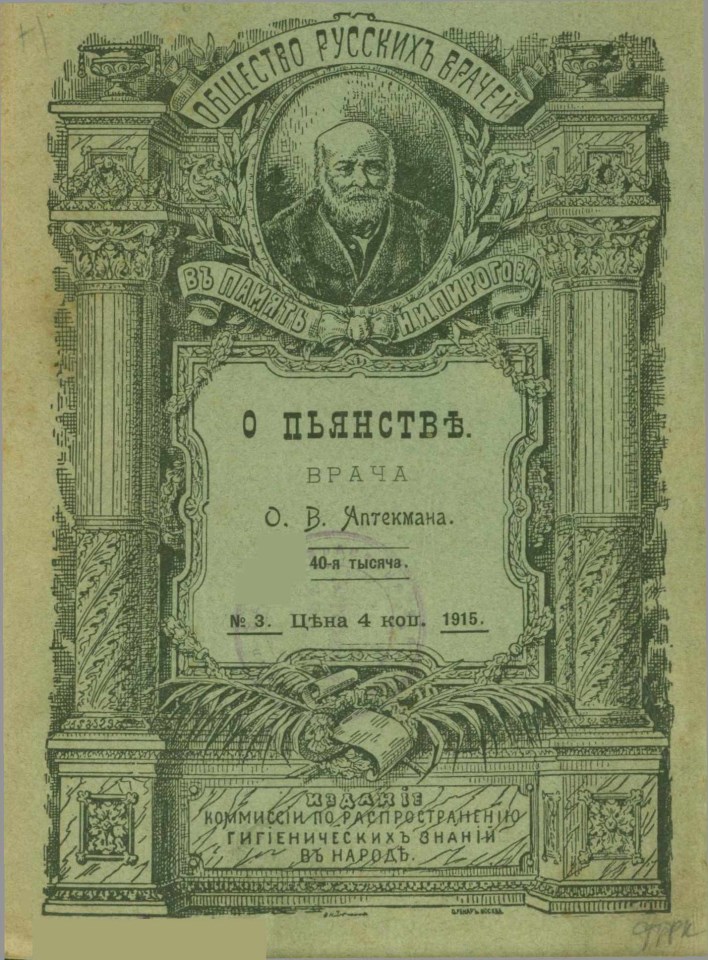 ОБЩЕСТВО РУССКИХЪ ВРАЧЕЙ
ВЪ ПАМЯТЬ Н.И.ПИРОГОВА
О ПЬЯНСТВѢ.
ВРАЧА
О. В. Аптекмана.
40-я тысяча.
№ 3. Цѣна 4 коп. 1915.
ИЗДАНІЕ
КОММИССІИ ПО РАСПРОСТРАНЕНІЮ
ГИГІЕНИЧЕСКИХЪ ЗНАНІЙ
ВЪ НАРОДѢ.
МОСКВА